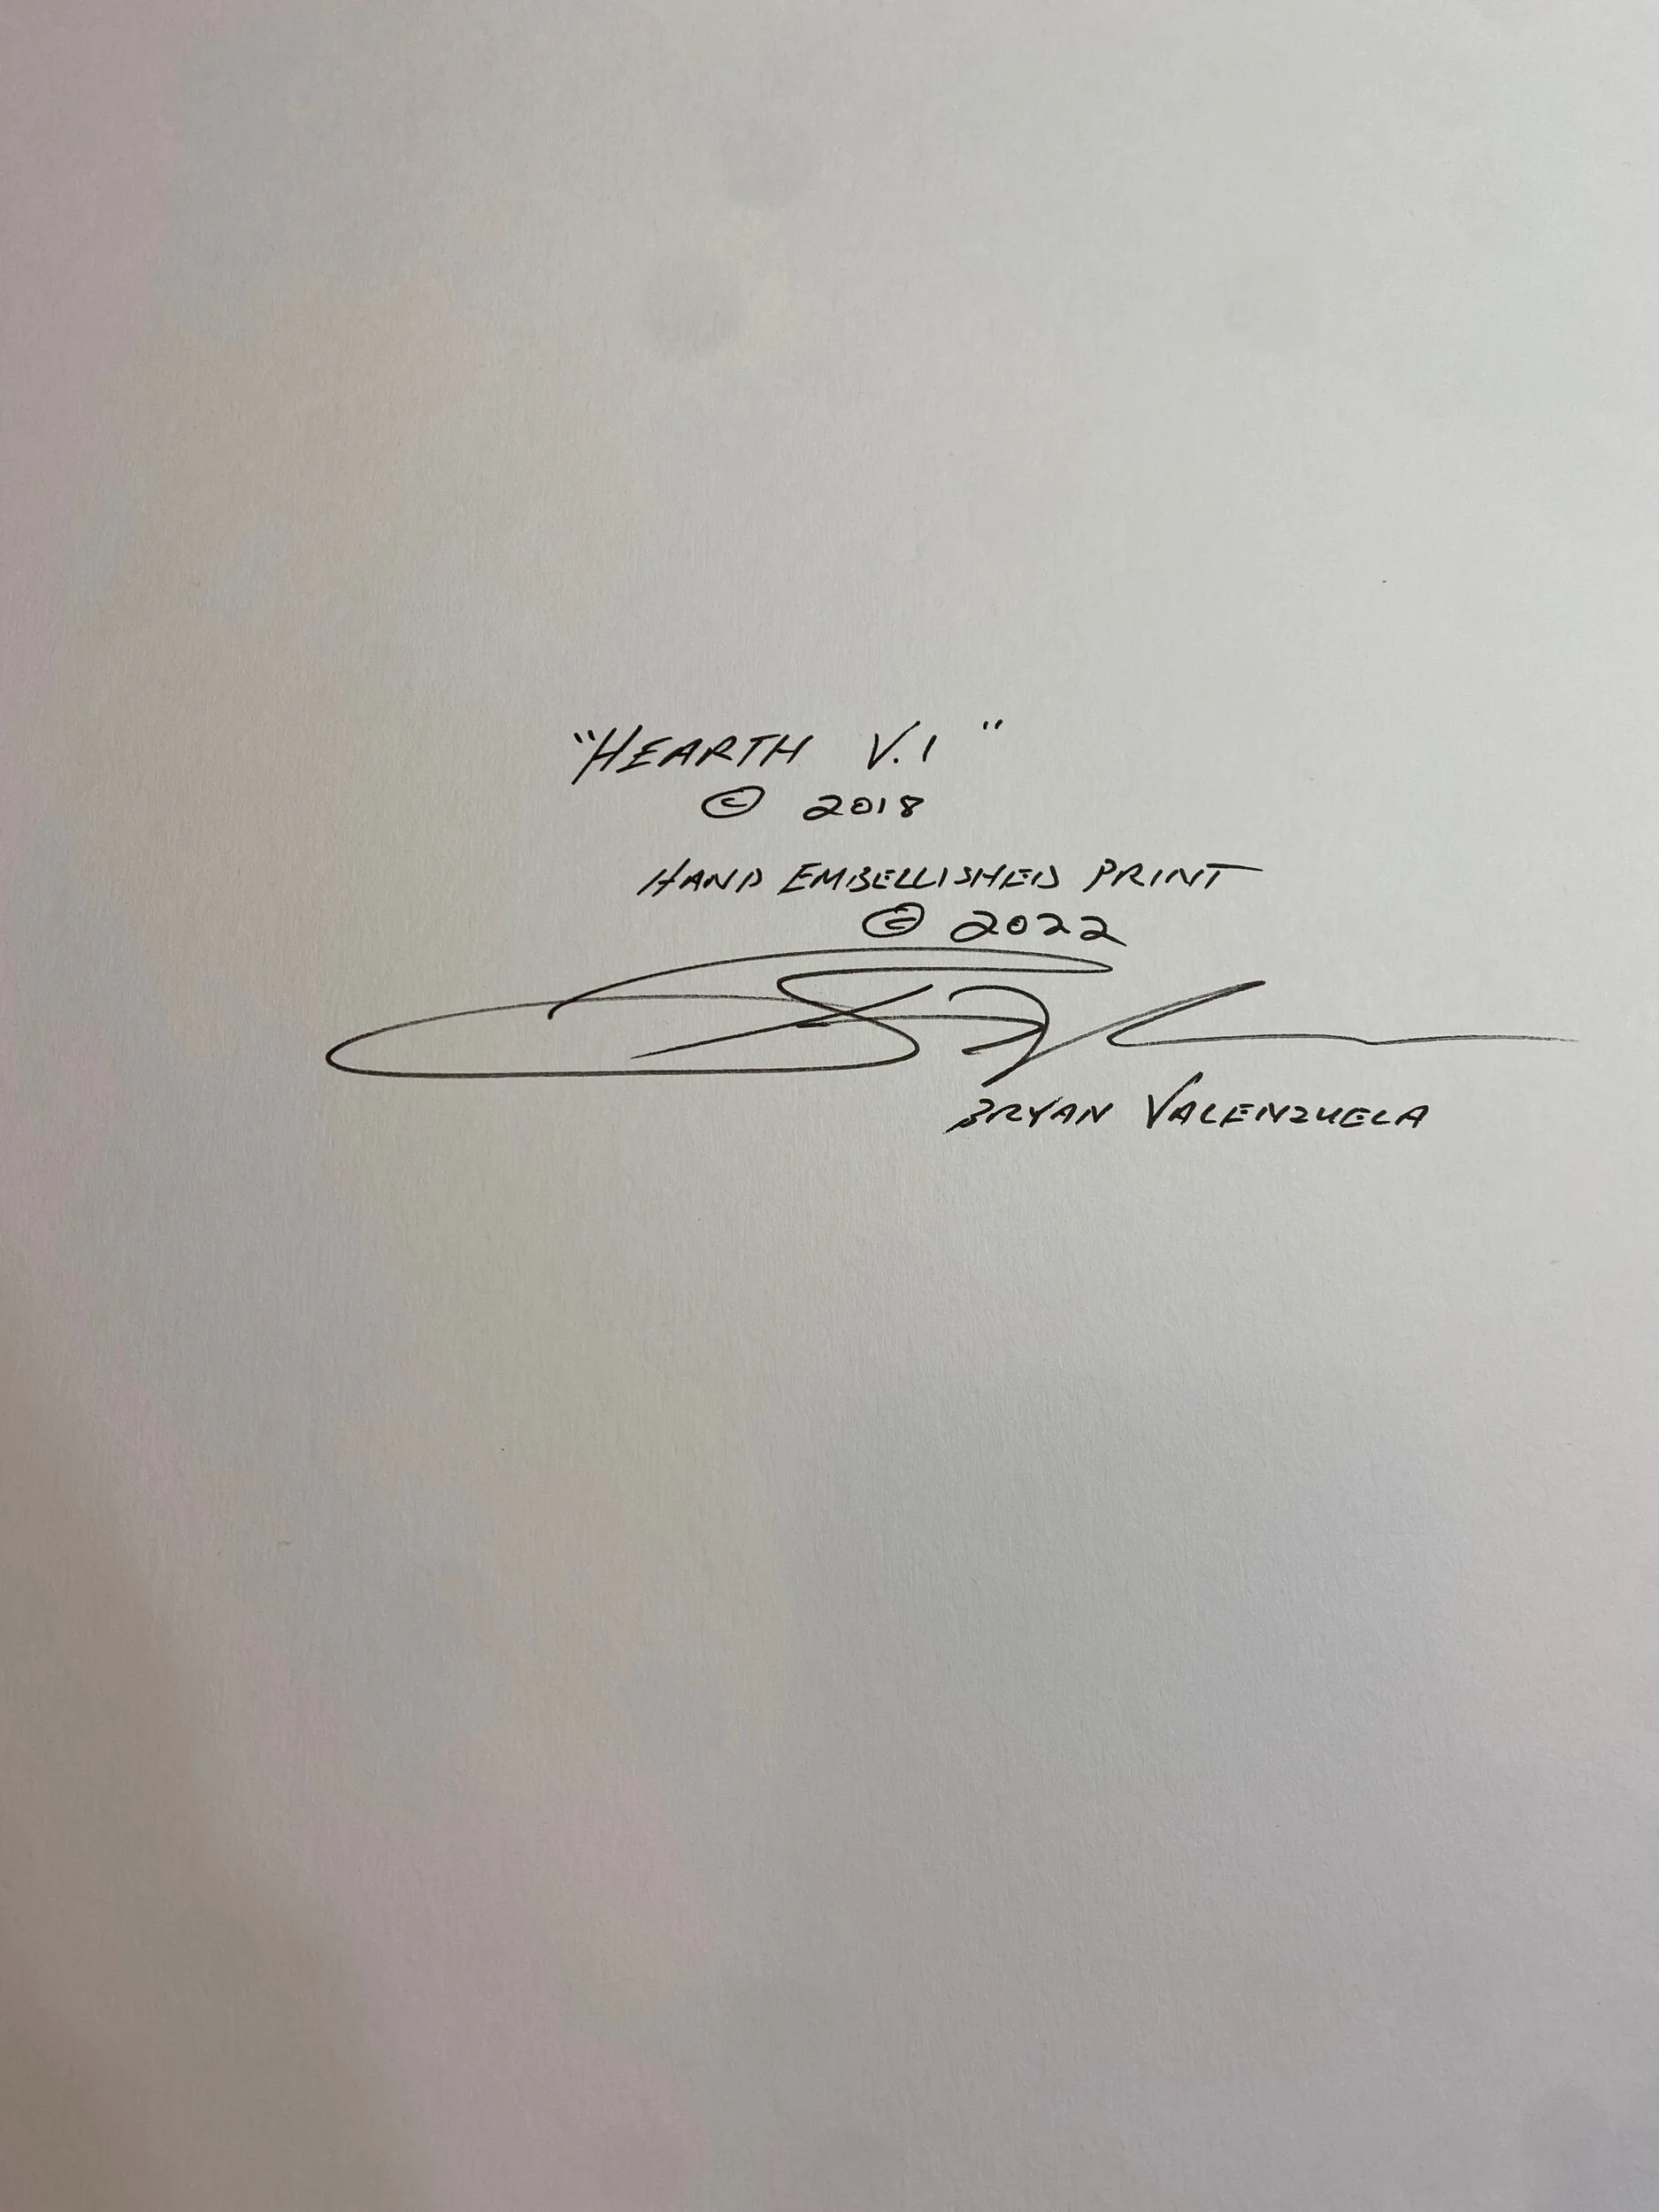 "HEARTH V.1"
© 2018
HAND EMBELLISHED PRINT
© 2022
BRYAN VALENZUELA